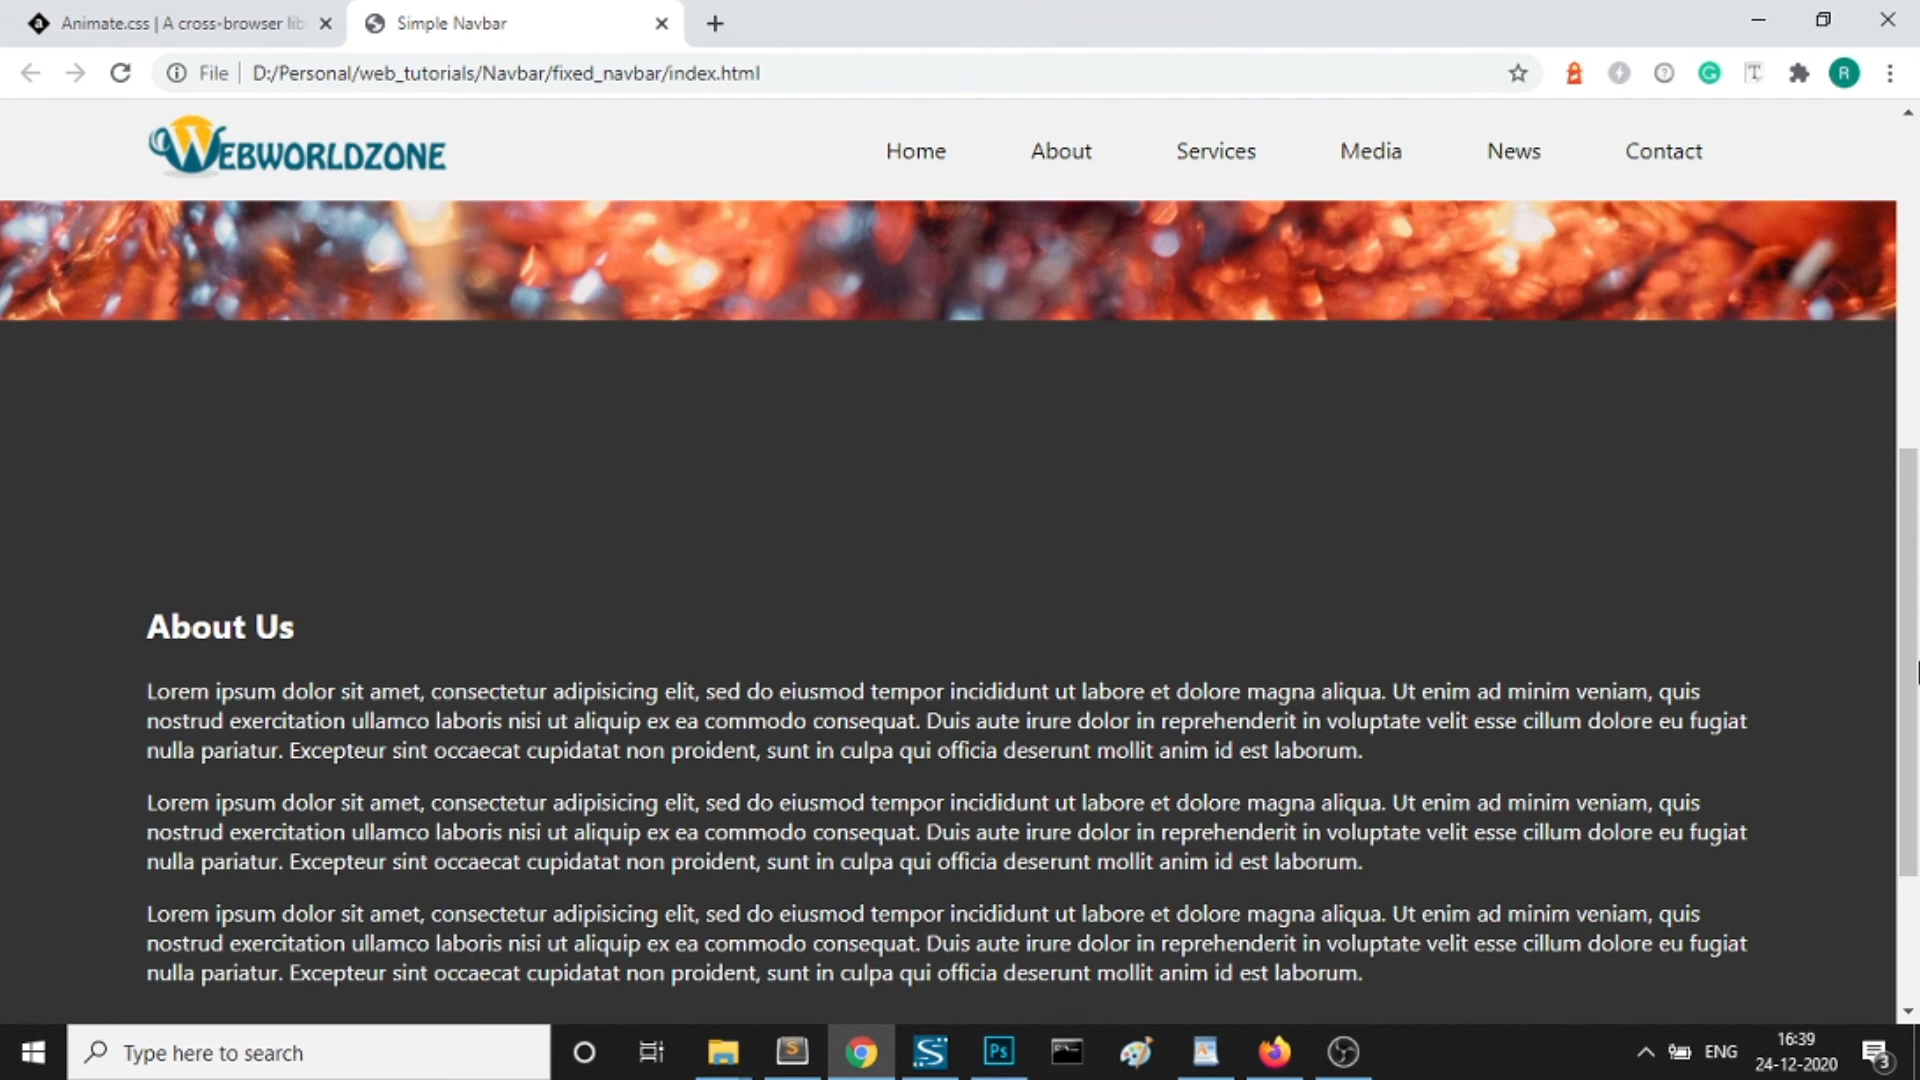 Animate.css | A cross-browser lib
Simple Navbar
File
D:/Personal/web_tutorials/Navbar/fixed_navbar/index.html
R
WEBWORLDZONE
Home
About
Services
Media
News
Contact
About Us
Lorem ipsum dolor sit amet, consectetur adipisicing elit, sed do eiusmod tempor incididunt ut labore et dolore magna aliqua. Ut enim ad minim veniam, quis
nostrud exercitation ullamco laboris nisi ut aliquip ex ea commodo consequat. Duis aute irure dolor in reprehenderit in voluptate velit esse cillum dolore eu fugiat
nulla pariatur. Excepteur sint occaecat cupidatat non proident, sunt in culpa qui officia deserunt mollit anim id est laborum.
Lorem ipsum dolor sit amet, consectetur adipisicing elit, sed do eiusmod tempor incididunt ut labore et dolore magna aliqua. Ut enim ad minim veniam, quis
nostrud exercitation ullamco laboris nisi ut aliquip ex ea commodo consequat. Duis aute irure dolor in reprehenderit in voluptate velit esse cillum dolore eu fugiat
nulla pariatur. Excepteur sint occaecat cupidatat non proident, sunt in culpa qui officia deserunt mollit anim id est laborum.
Lorem ipsum dolor sit amet, consectetur adipisicing elit, sed do eiusmod tempor incididunt ut labore et dolore magna aliqua. Ut enim ad minim veniam, quis
nostrud exercitation ullamco laboris nisi ut aliquip ex ea commodo consequat. Duis aute irure dolor in reprehenderit in voluptate velit esse cillum dolore eu fugiat
nulla pariatur. Excepteur sint occaecat cupidatat non proident, sunt in culpa qui officia deserunt mollit anim id est laborum.
Type here to search
Ps
ENG
16:39
24-12-2020
3